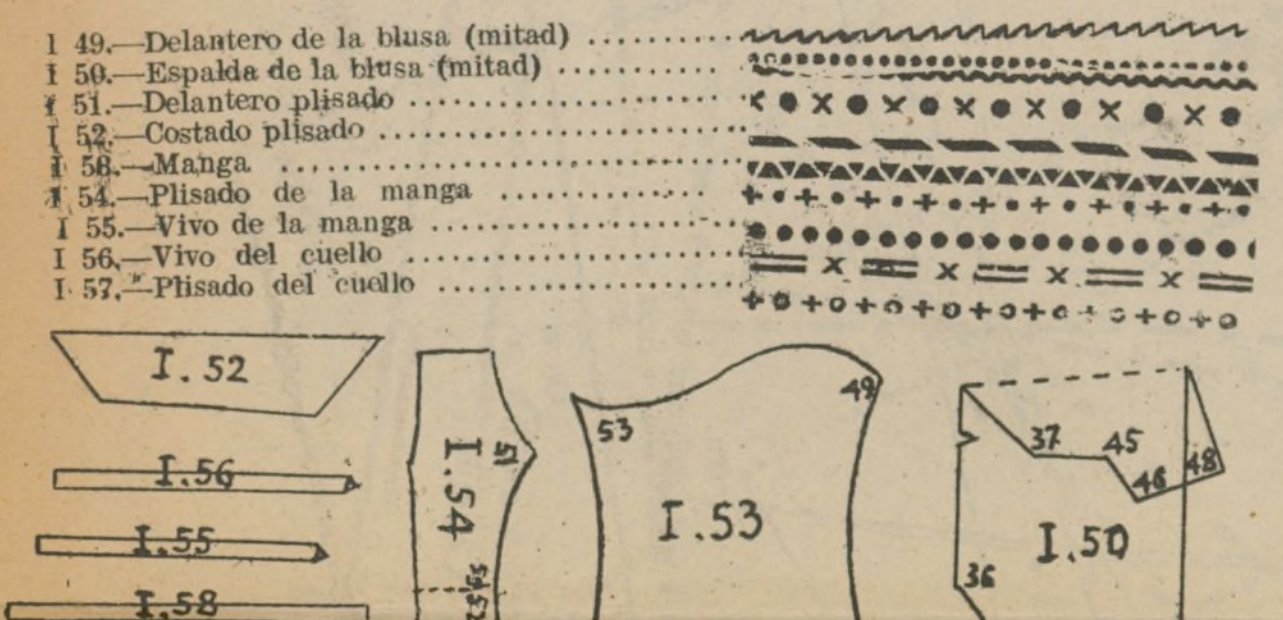 I 49.—Delantero de la blusa (mitad) ..........
I 50.—Espalda de la blusa (mitad) ..........
I 51.—Delantero plisado ....................
I 52.—Costado plisado ......................
I 53.—Manga ..............................
I 54.—Plisado de la manga ..............
I 55.—Vivo de la manga ....................
I 56.—Vivo del cuello ....................
I 57.—Plisado del cuello ..................
I.52
I.56
I.55
I.58
51
I.54
53
49
I.53
37
45
46
48
I.50
36